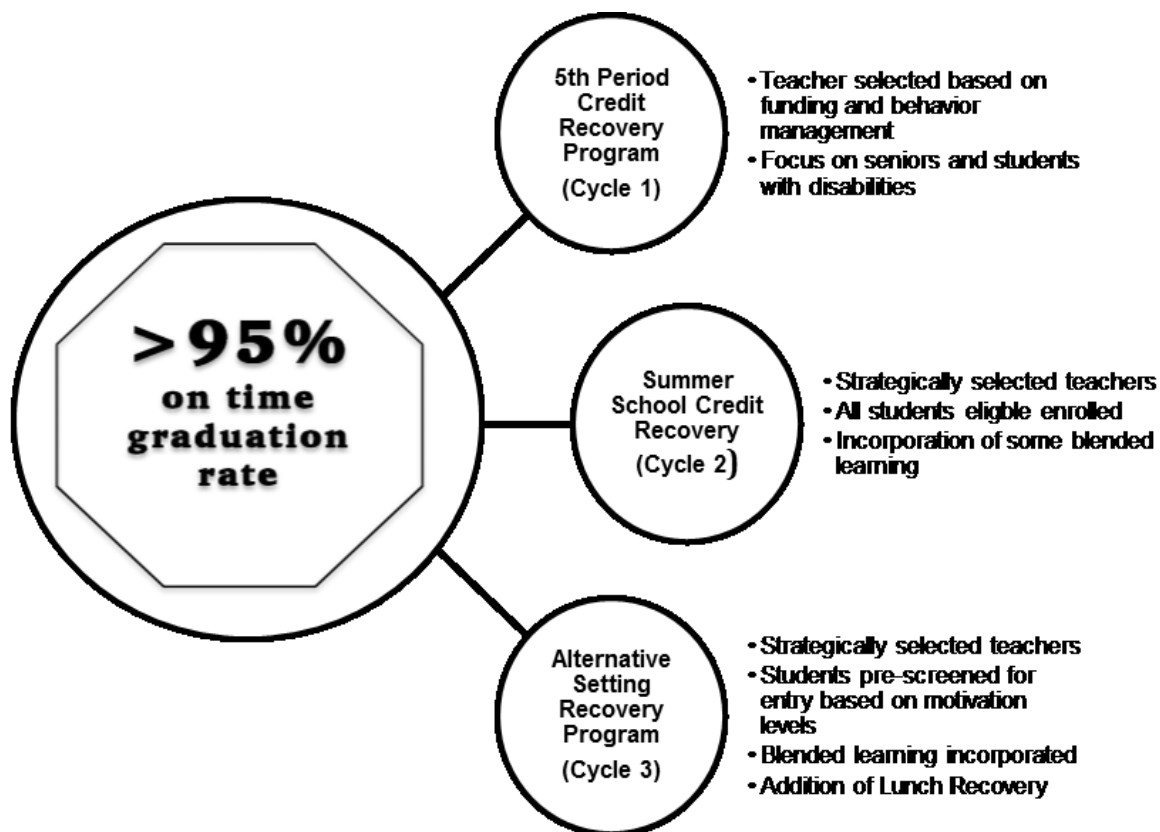 >95%
on time
graduation
rate
5th Period
Credit
Recovery
Program
(Cycle 1)
• Teacher selected based on
funding and behavior
management
• Focus on seniors and students
with disabilities
Summer
School Credit
Recovery
(Cycle 2)
• Strategically selected teachers
• All students eligble enrolled
• Incorporation of some blended
learning
Alternative
Setting
Recovery
Program
(Cycle 3)
• Strategically selected teachers
• Students pre-screened for
entry based on motivation
levels
• Blended learning incorporated
• Addition of Lunch Recovery